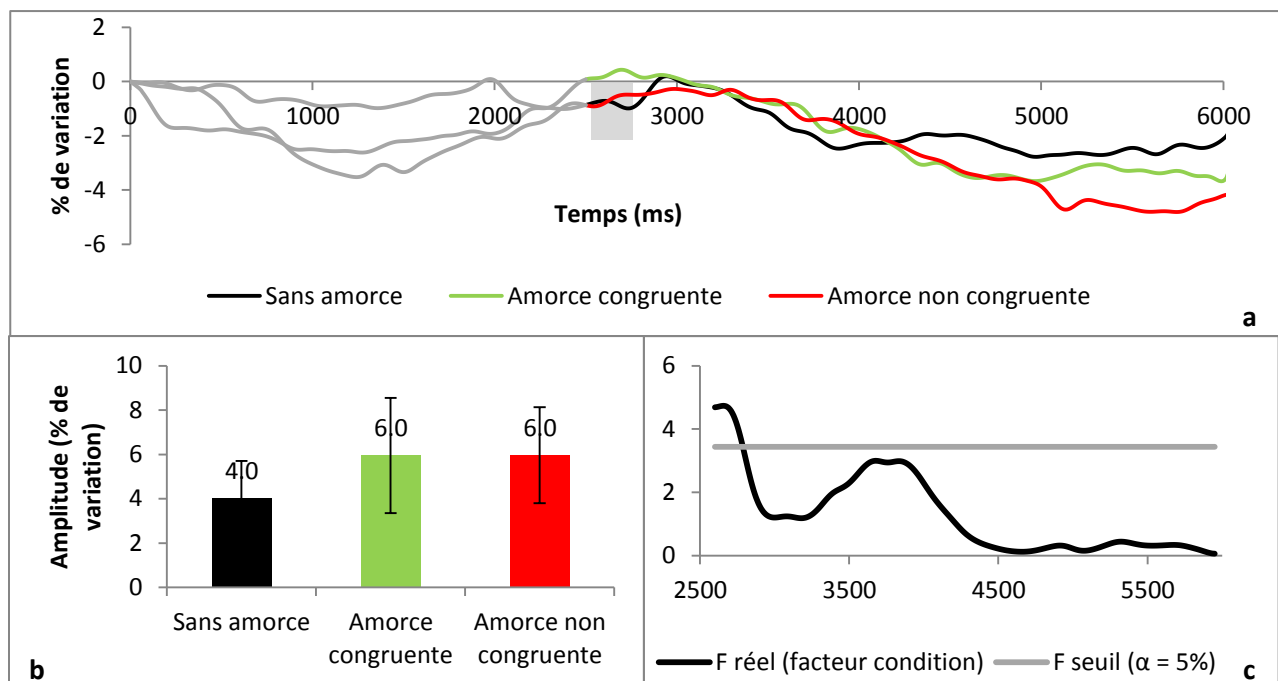 2
0
-2
-4
-6
% de variation
0 1000 2000 3000 4000 5000 6000
Temps (ms)
Sans amorce Amorce congruente Amorce non congruente
a
10
8
6
4
2
0
Amplitude (% de
variation)
4.0 6.0 6.0
Sans amorce Amorce
congruente Amorce non
congruente
b
6
4
2
0
2500 3500 4500 5500
F réel (facteur condition) F seuil (α = 5%)
c